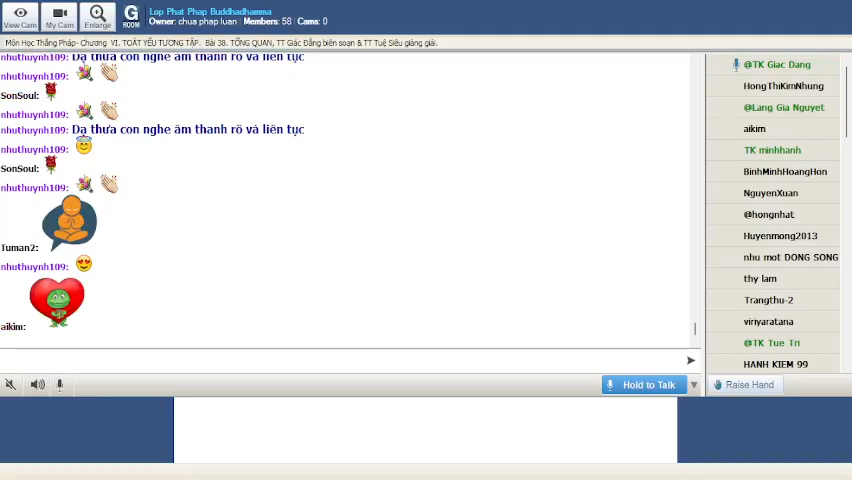 View Cam
My Cam
Enlarge
G
ROOM
Lop Phat Phap Buddhadhamma
Owner: chua phap luan Members: 58 Cams: 0
Môn Học Thắng Pháp- Chương VI. TOÁT YẾU TƯƠNG TẬP. Bài 38. TỔNG QUAN, TT Giác Đẳng biên soạn & TT Tuệ Siêu giảng giải.
nhuthuynh109: Dạ thưa con nghe âm thanh rõ và liên tục
nhuthuynh109:
SonSoul:
nhuthuynh109:
nhuthuynh109: Dạ thưa con nghe âm thanh rõ và liên tục
nhuthuynh109:
SonSoul:
nhuthuynh109:
Tuman2:
nhuthuynh109:
aikim:
Hold to Talk
@TK Giac Dang
HongThiKimNhung
@Lang Gia Nguyet
aikim
TK minhhanh
BinhMinhHoangHon
NguyenXuan
@hongnhat
Huyenmong2013
nhu mot DONG SONG
thy lam
Trangthu-2
viriyaratana
@TK Tue Tri
HANH KIEM 99
Raise Hand